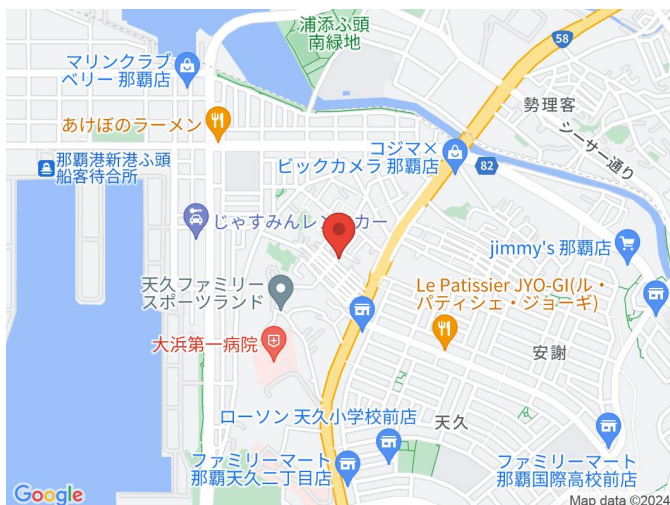 浦添ふ頭
南緑地
58
マリンクラブ
ベリー 那覇店
勢理客
あけぼのラーメン
シーサー通り
コジマ×
ビックカメラ 那覇店
82
那覇港新港ふ頭
船客待合所
じゃすみんレンタカー
jimmy's 那覇店
天久ファミリー
スポーツランド
Le Patissier JYO-GI(ル・
パティシェ・ジョーギ)
大浜第一病院
安謝
ローソン 天久小学校前店
天久
ファミリーマート
那覇天久二丁目店
ファミリーマート
那覇国際高校前店
Google
Map data ©2024